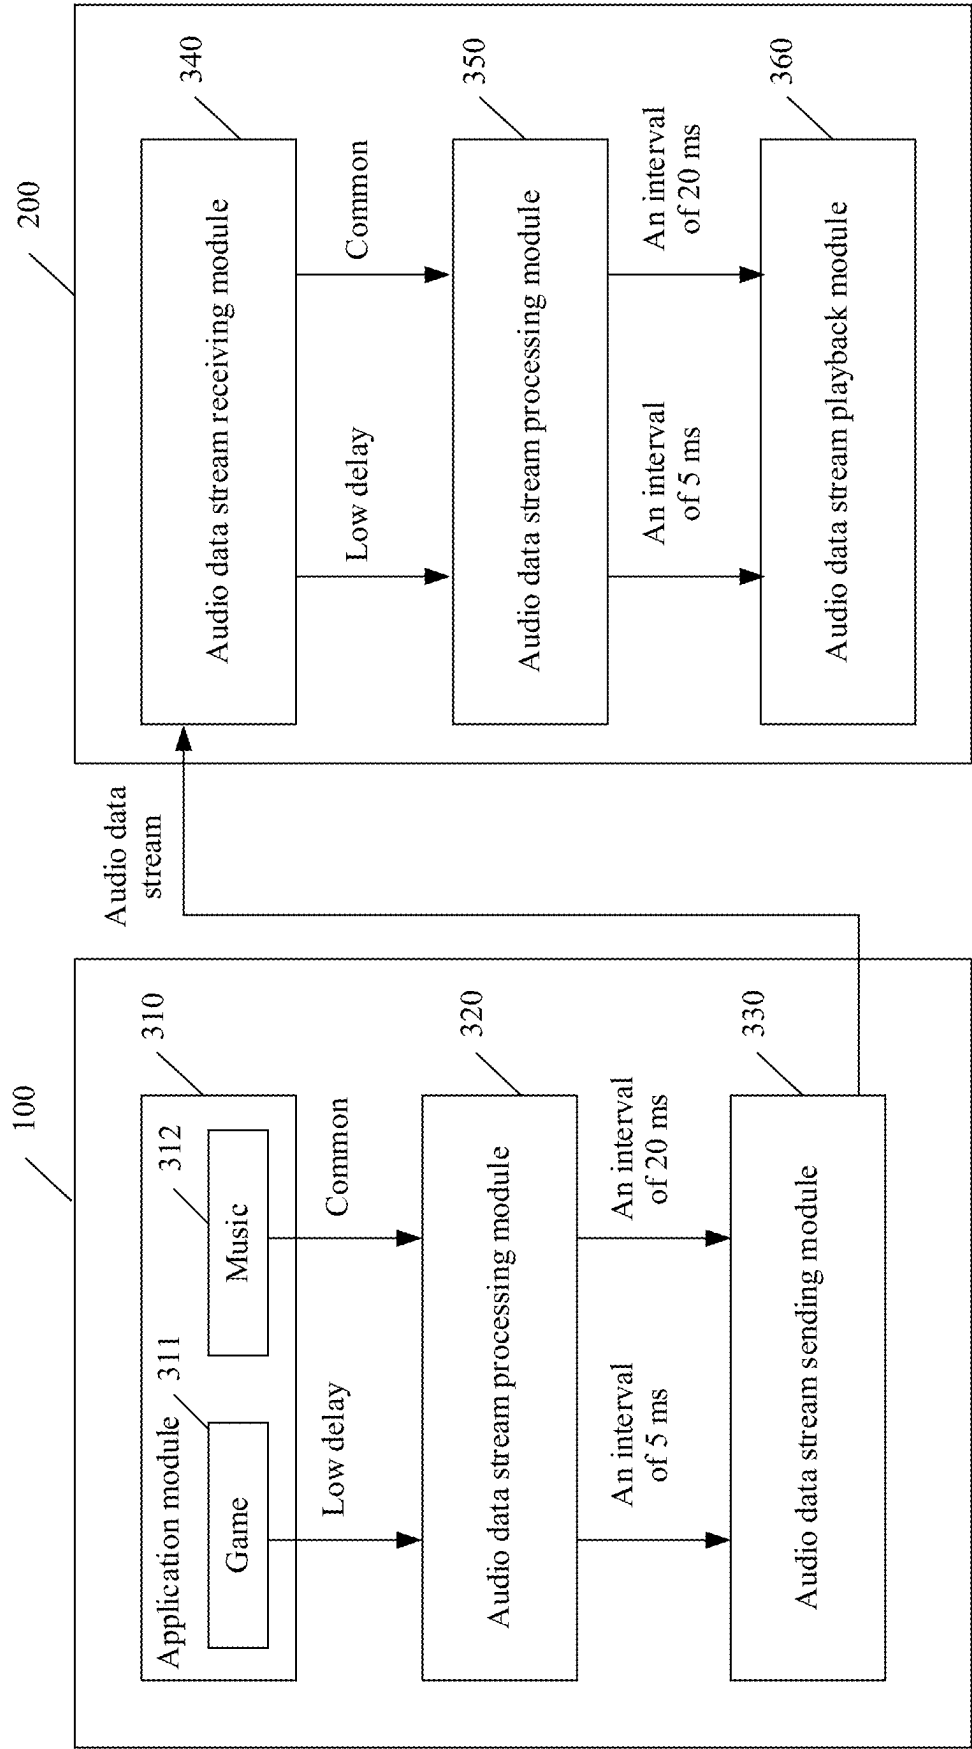 100
310
Application module
311
312
Game
Music
Low delay
Common
320
Audio data stream processing module
An interval
of 5 ms
An interval
of 20 ms
330
Audio data stream sending module
Audio data
stream
200
340
Audio data stream receiving module
Low delay
Common
350
Audio data stream processing module
An interval
of 5 ms
An interval
of 20 ms
360
Audio data stream playback module